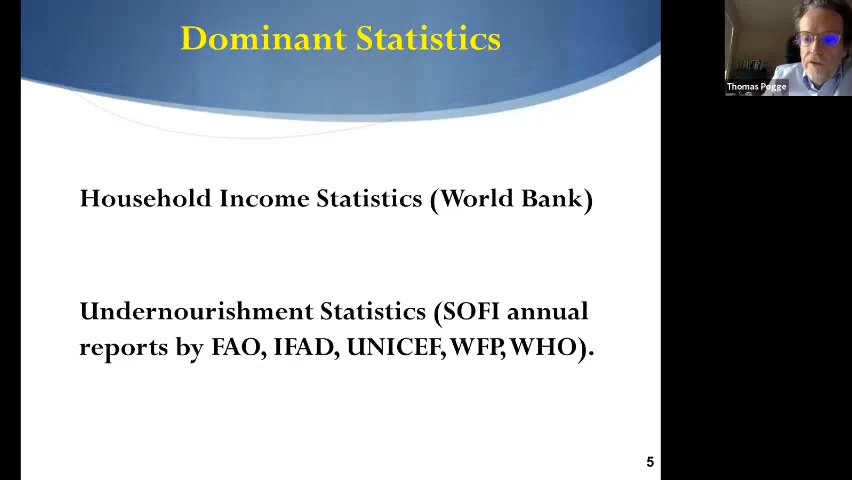 Dominant Statistics
Thomas Pogge
Household Income Statistics (World Bank)
Undernourishment Statistics (SOFI annual
reports by FAO, IFAD, UNICEF, WFP, WHO).
5